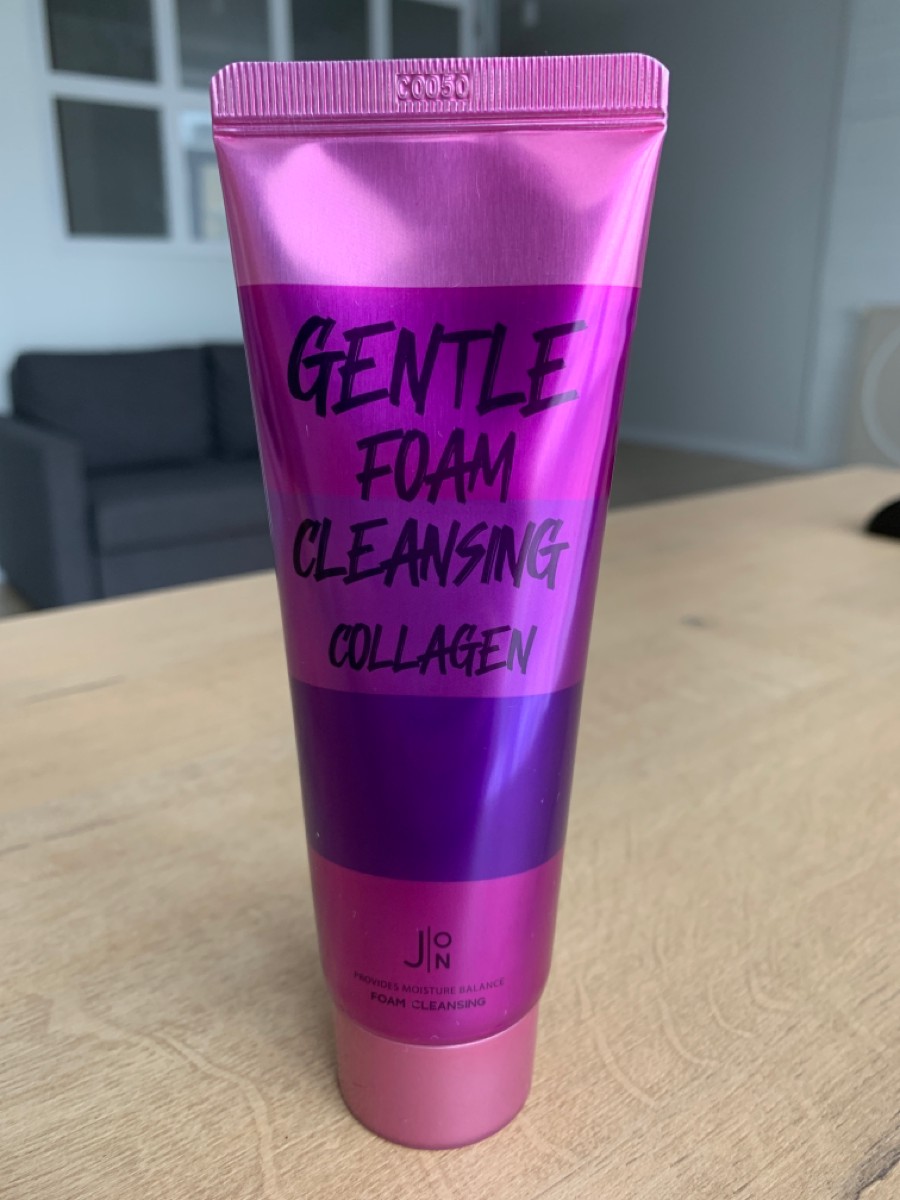 C0050
GENTLE
FOAM
CLEANSING
COLLAGEN
J|ON
PROVIDES MOISTURE BALANCE
FOAM CLEANSING